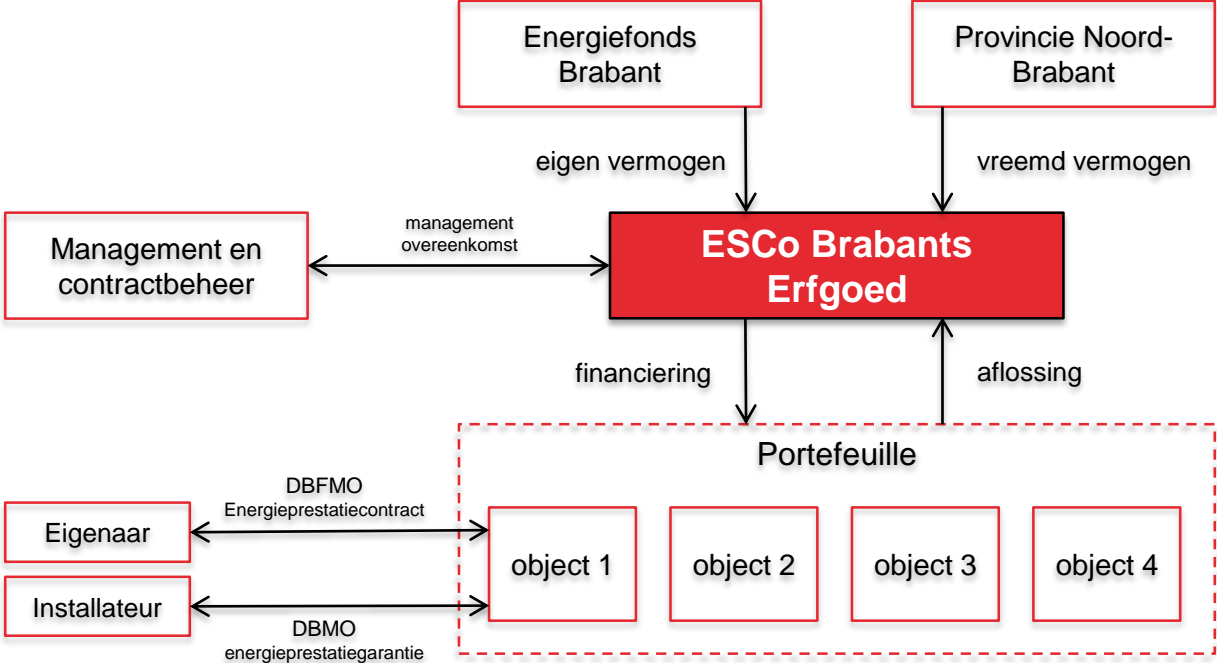 Energiefonds
Brabant
Provincie Noord-
Brabant
eigen vermogen
vreemd vermogen
Management en
contractbeheer
management
overeenkomst
ESCo Brabants
Erfgoed
financiering
aflossing
Portefeuille
DBFMO
Energieprestatiecontract
Eigenaar
object 1
object 2
object 3
object 4
Installateur
DBMO
energieprestatiegarantie